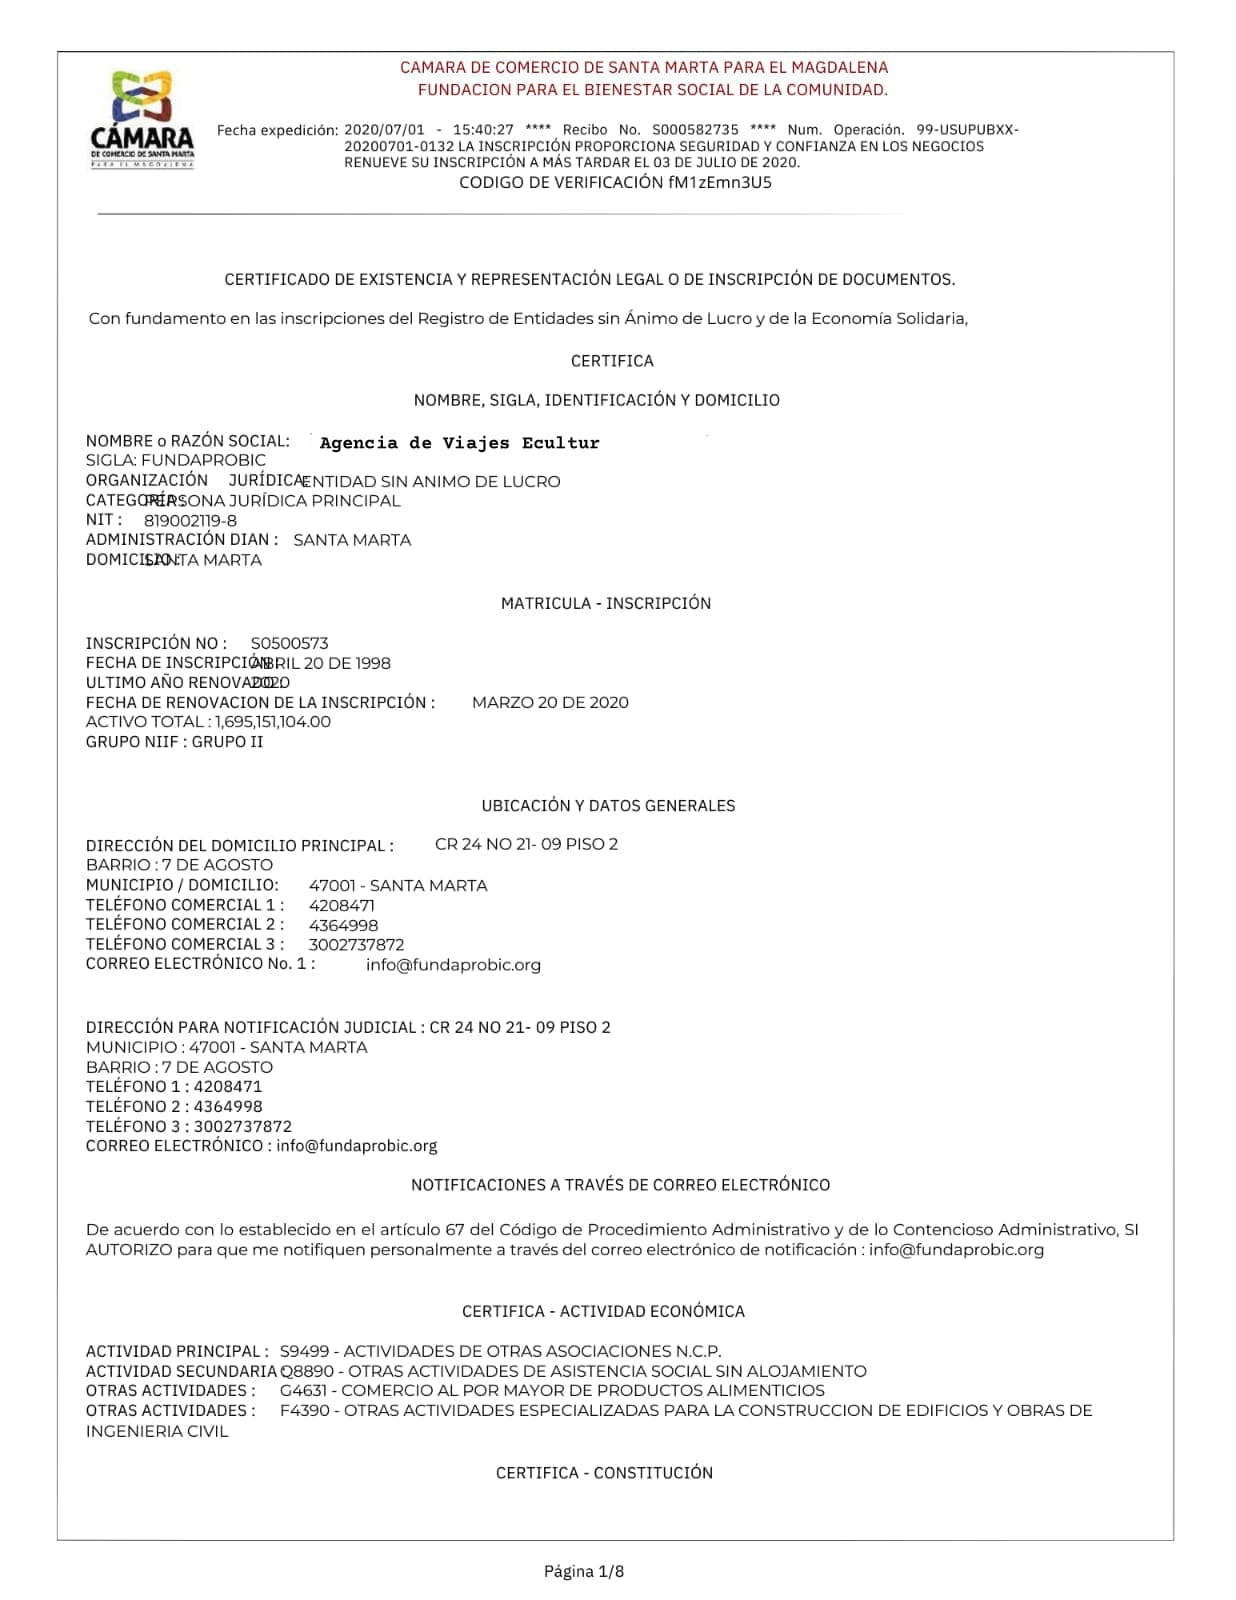 CAMARA DE COMERCIO DE SANTA MARTA PARA EL MAGDALENA
FUNDACION PARA EL BIENESTAR SOCIAL DE LA COMUNIDAD.
CÁMARA
DE COMERCIO DE SANTA MARTA
PARA EL MAGDALENA
Fecha expedición: 2020/07/01 - 15:40:27 **** Recibo No. S000582735 **** Num. Operación. 99-USUPUBXX-
20200701-0132 LA INSCRIPCIÓN PROPORCIONA SEGURIDAD Y CONFIANZA EN LOS NEGOCIOS
RENUEVE SU INSCRIPCIÓN A MÁS TARDAR EL 03 DE JULIO DE 2020.
CODIGO DE VERIFICACIÓN fM1zEmn3U5
CERTIFICADO DE EXISTENCIA Y REPRESENTACIÓN LEGAL O DE INSCRIPCIÓN DE DOCUMENTOS.
Con fundamento en las inscripciones del Registro de Entidades sin Ánimo de Lucro y de la Economía Solidaria,
CERTIFICA
NOMBRE, SIGLA, IDENTIFICACIÓN Y DOMICILIO
NOMBRE o RAZÓN SOCIAL: Agencia de Viajes Ecultur
SIGLA: FUNDAPROBIC
ORGANIZACIÓN JURÍDICA: ENTIDAD SIN ANIMO DE LUCRO
CATEGORÍA : PERSONA JURÍDICA PRINCIPAL
NIT : 819002119-8
ADMINISTRACIÓN DIAN : SANTA MARTA
DOMICILIO : SANTA MARTA
MATRICULA - INSCRIPCIÓN
INSCRIPCIÓN NO : S0500573
FECHA DE INSCRIPCIÓN : ABRIL 20 DE 1998
ULTIMO AÑO RENOVADO : 2020
FECHA DE RENOVACION DE LA INSCRIPCIÓN : MARZO 20 DE 2020
ACTIVO TOTAL : 1,695,151,104.00
GRUPO NIIF : GRUPO II
UBICACIÓN Y DATOS GENERALES
DIRECCIÓN DEL DOMICILIO PRINCIPAL : CR 24 NO 21- 09 PISO 2
BARRIO : 7 DE AGOSTO
MUNICIPIO / DOMICILIO: 47001 - SANTA MARTA
TELÉFONO COMERCIAL 1 : 4208471
TELÉFONO COMERCIAL 2 : 4364998
TELÉFONO COMERCIAL 3 : 3002737872
CORREO ELECTRÓNICO No. 1 : info@fundaprobic.org
DIRECCIÓN PARA NOTIFICACIÓN JUDICIAL : CR 24 NO 21- 09 PISO 2
MUNICIPIO : 47001 - SANTA MARTA
BARRIO : 7 DE AGOSTO
TELÉFONO 1 : 4208471
TELÉFONO 2 : 4364998
TELÉFONO 3 : 3002737872
CORREO ELECTRÓNICO : info@fundaprobic.org
NOTIFICACIONES A TRAVÉS DE CORREO ELECTRÓNICO
De acuerdo con lo establecido en el artículo 67 del Código de Procedimiento Administrativo y de lo Contencioso Administrativo, SI
AUTORIZO para que me notifiquen personalmente a través del correo electrónico de notificación : info@fundaprobic.org
CERTIFICA - ACTIVIDAD ECONÓMICA
ACTIVIDAD PRINCIPAL : S9499 - ACTIVIDADES DE OTRAS ASOCIACIONES N.C.P.
ACTIVIDAD SECUNDARIA : Q8890 - OTRAS ACTIVIDADES DE ASISTENCIA SOCIAL SIN ALOJAMIENTO
OTRAS ACTIVIDADES : G4631 - COMERCIO AL POR MAYOR DE PRODUCTOS ALIMENTICIOS
OTRAS ACTIVIDADES : F4390 - OTRAS ACTIVIDADES ESPECIALIZADAS PARA LA CONSTRUCCION DE EDIFICIOS Y OBRAS DE
INGENIERIA CIVIL
CERTIFICA - CONSTITUCIÓN
Página 1/8